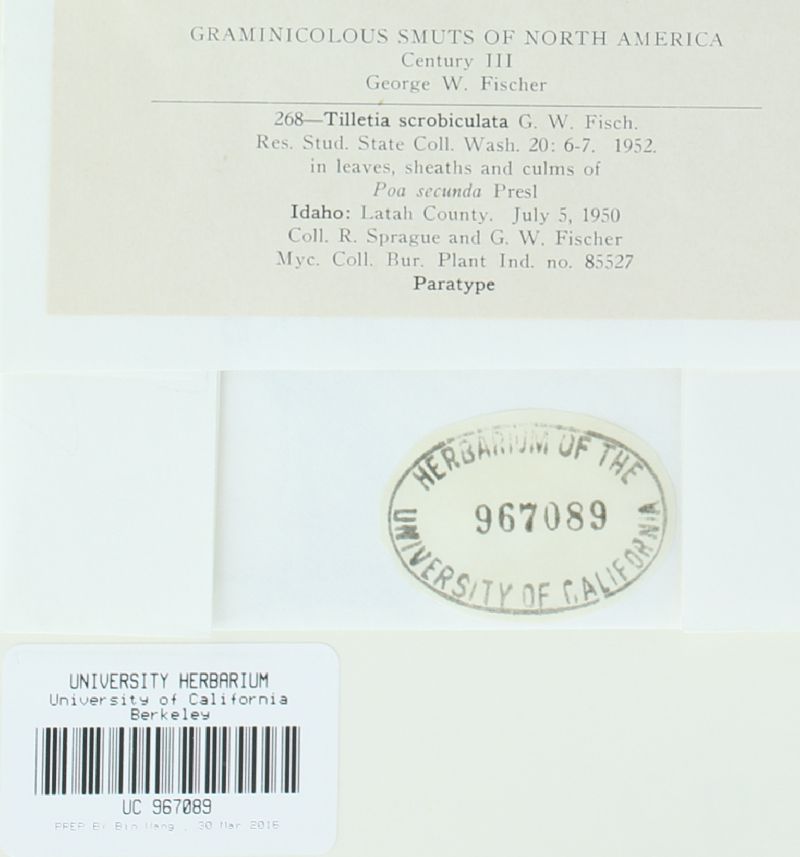 GRAMINICOLOUS SMUTS OF NORTH AMERICA
Century III
George W. Fischer
268—Tilletia scrobiculata G. W. Fisch.
Res. Stud. State Coll. Wash. 20: 6-7. 1952.
in leaves, sheaths and culms of
Poa secunda Presl
Idaho: Latah County. July 5, 1950
Coll. R. Sprague and G. W. Fischer
Myc. Coll. Bur. Plant Ind. no. 85527
Paratype
HERBARIUM OF THE
967089
UNIVERSITY OF CALIFORNIA
UNIVERSITY HERBARIUM
University of California
Berkeley
UC 967089
PREP BY Bin Wang , 30 Mar 2016